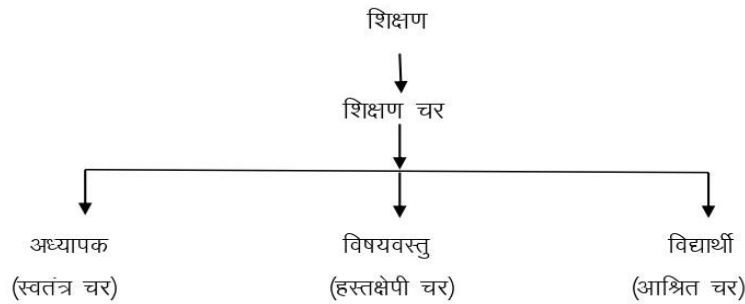 शिक्षण
शिक्षण चर
अध्यापक विषयवस्तु विद्यार्थी
(स्वतंत्र चर) (हस्तक्षेपी चर) (आश्रित चर)